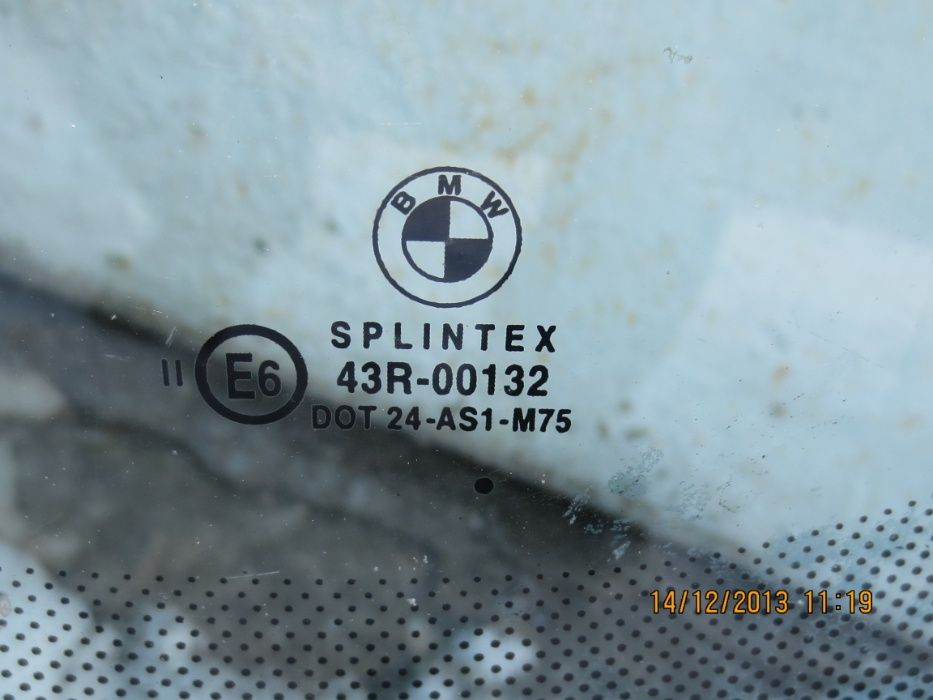 BMW
SPLINTEX
II E6 43R-00132
DOT 24-AS1-M75
14/12/2013 11:19